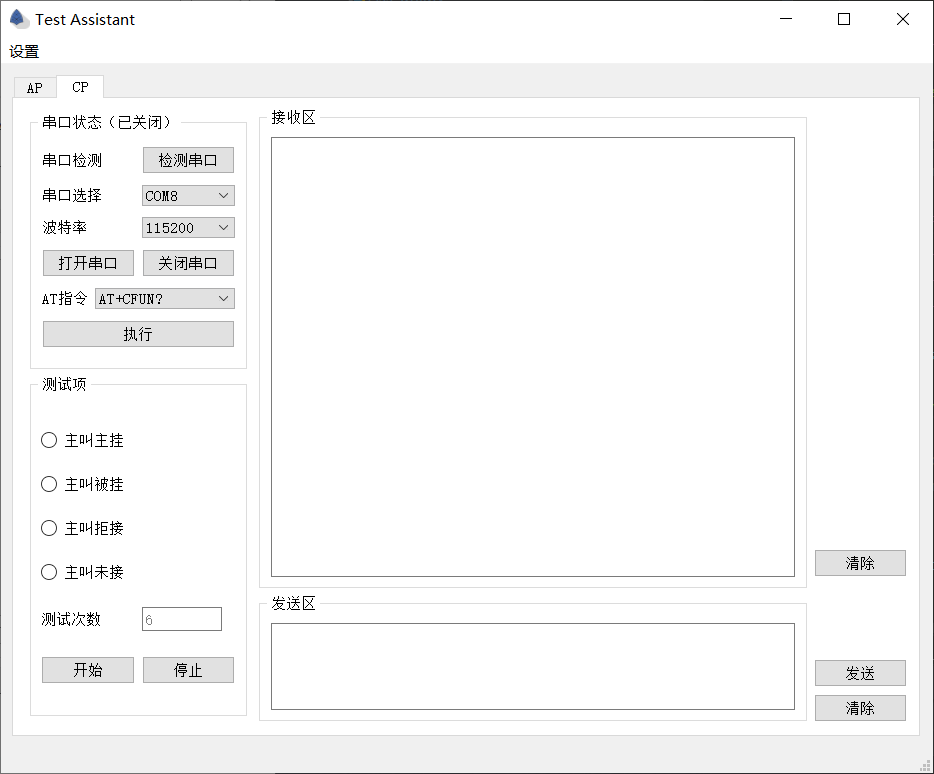 Test Assistant
设置
AP
CP
串口状态（已关闭）
串口检测
检测串口
串口选择
COM8
波特率
115200
打开串口
关闭串口
AT指令
AT+CFUN?
执行
测试项
主叫主挂
主叫被挂
主叫拒接
主叫未接
测试次数
6
开始
停止
接收区
清除
发送区
发送
清除